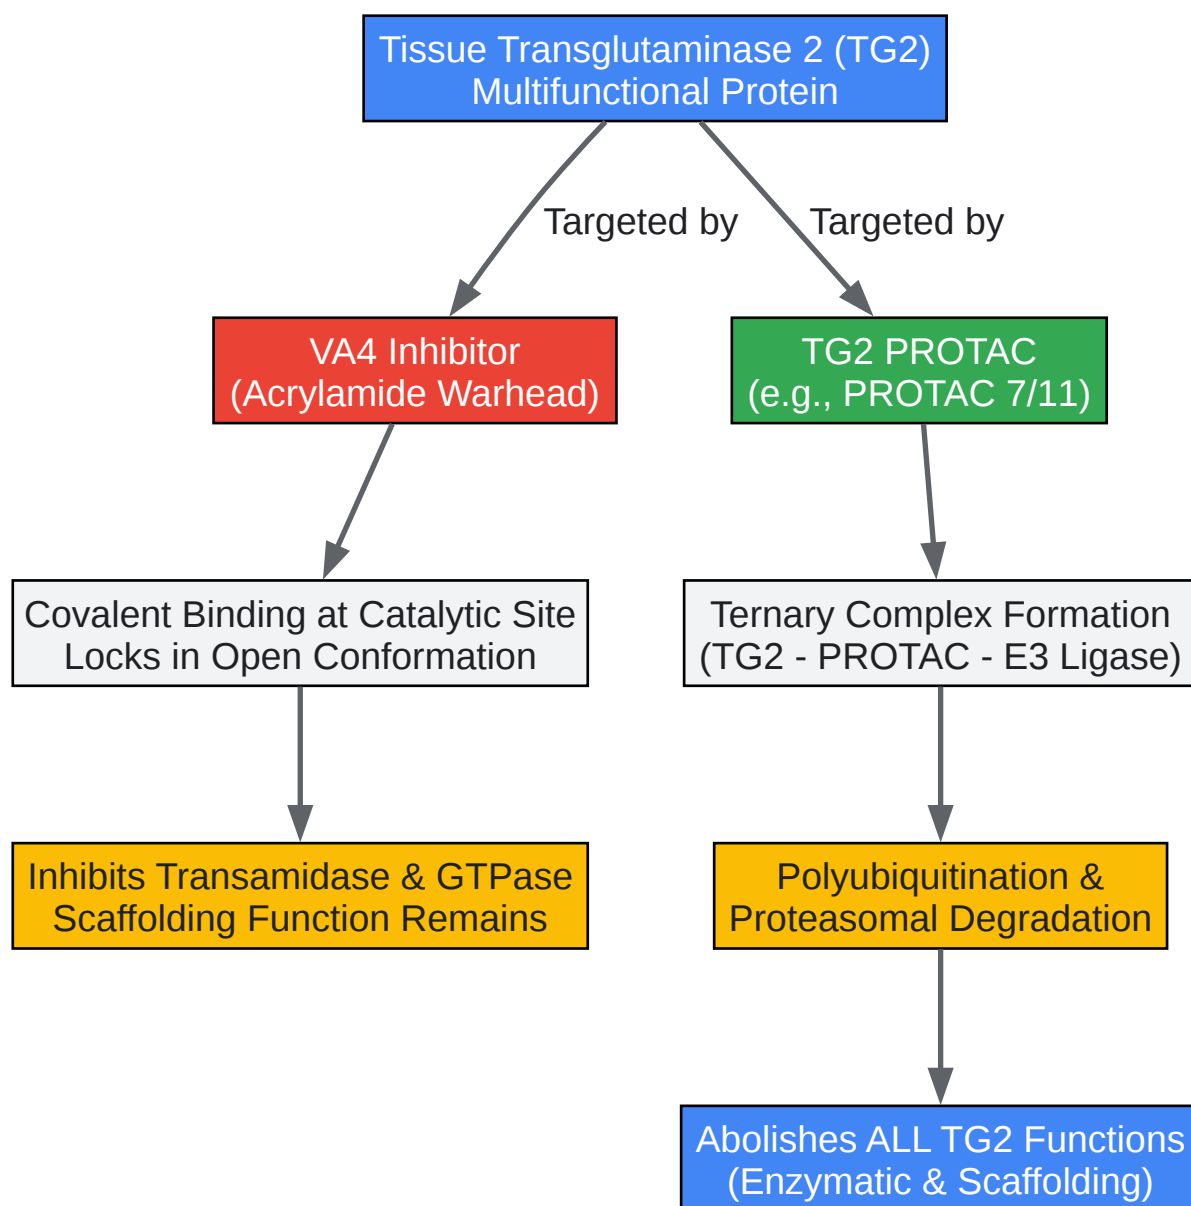 Tissue Transglutaminase 2 (TG2)
Multifunctional Protein
Targeted by
Targeted by
VA4 Inhibitor
(Acrylamide Warhead)
TG2 PROTAC
(e.g., PROTAC 7/11)
Covalent Binding at Catalytic Site
Locks in Open Conformation
Ternary Complex Formation
(TG2 - PROTAC - E3 Ligase)
Inhibits Transamidase & GTPase
Scaffolding Function Remains
Polyubiquitination &
Proteasomal Degradation
Abolishes ALL TG2 Functions
(Enzymatic & Scaffolding)